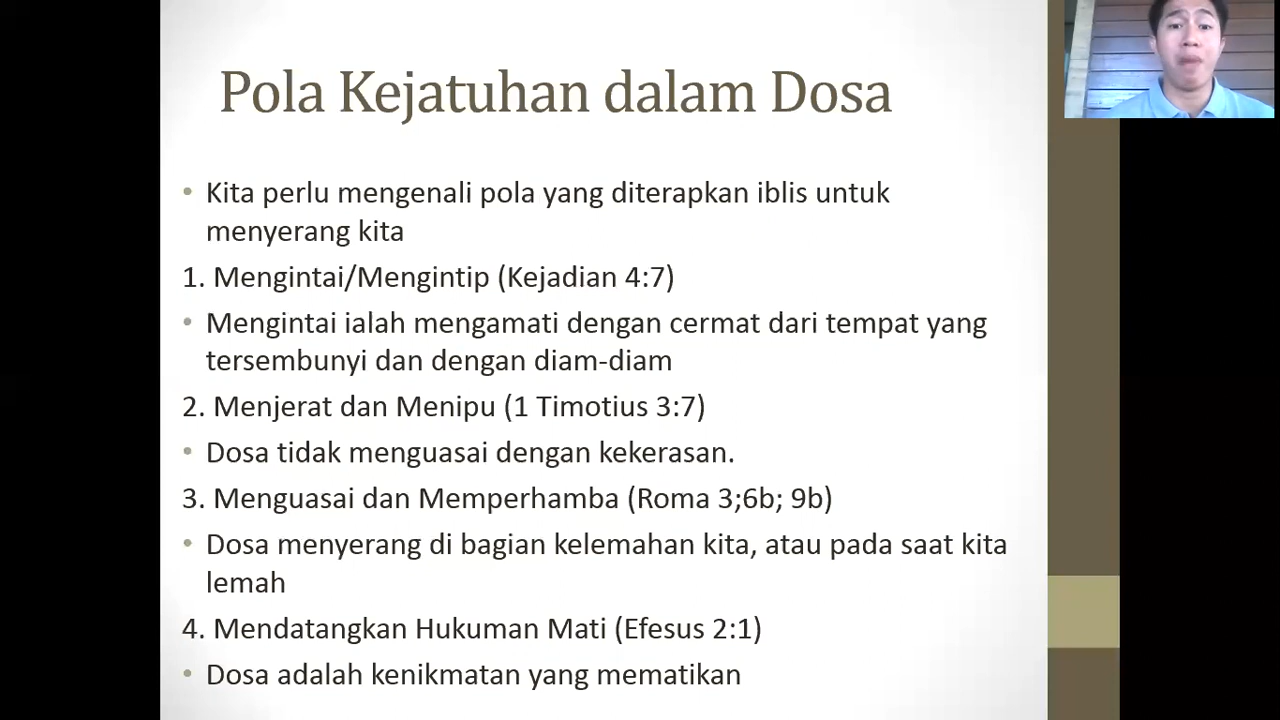 Pola Kejatuhan dalam Dosa
• Kita perlu mengenali pola yang diterapkan iblis untuk
menyerang kita
1. Mengintai/Mengintip (Kejadian 4:7)
• Mengintai ialah mengamati dengan cermat dari tempat yang
tersembunyi dan dengan diam-diam
2. Menjerat dan Menipu (1 Timotius 3:7)
• Dosa tidak menguasai dengan kekerasan.
3. Menguasai dan Memperhamba (Roma 3;6b; 9b)
• Dosa menyerang di bagian kelemahan kita, atau pada saat kita
lemah
4. Mendatangkan Hukuman Mati (Efesus 2:1)
• Dosa adalah kenikmatan yang mematikan